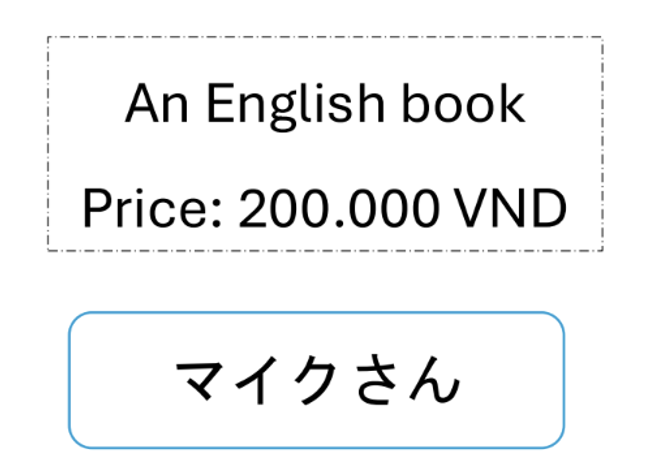 An English book
Price: 200.000 VND
マイクさん